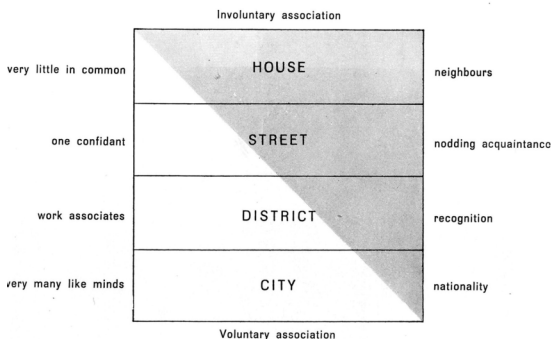 Involuntary association
very little in common HOUSE neighbours
one confidant STREET nodding acquaintance
work associates DISTRICT recognition
very many like minds CITY nationality
Voluntary association